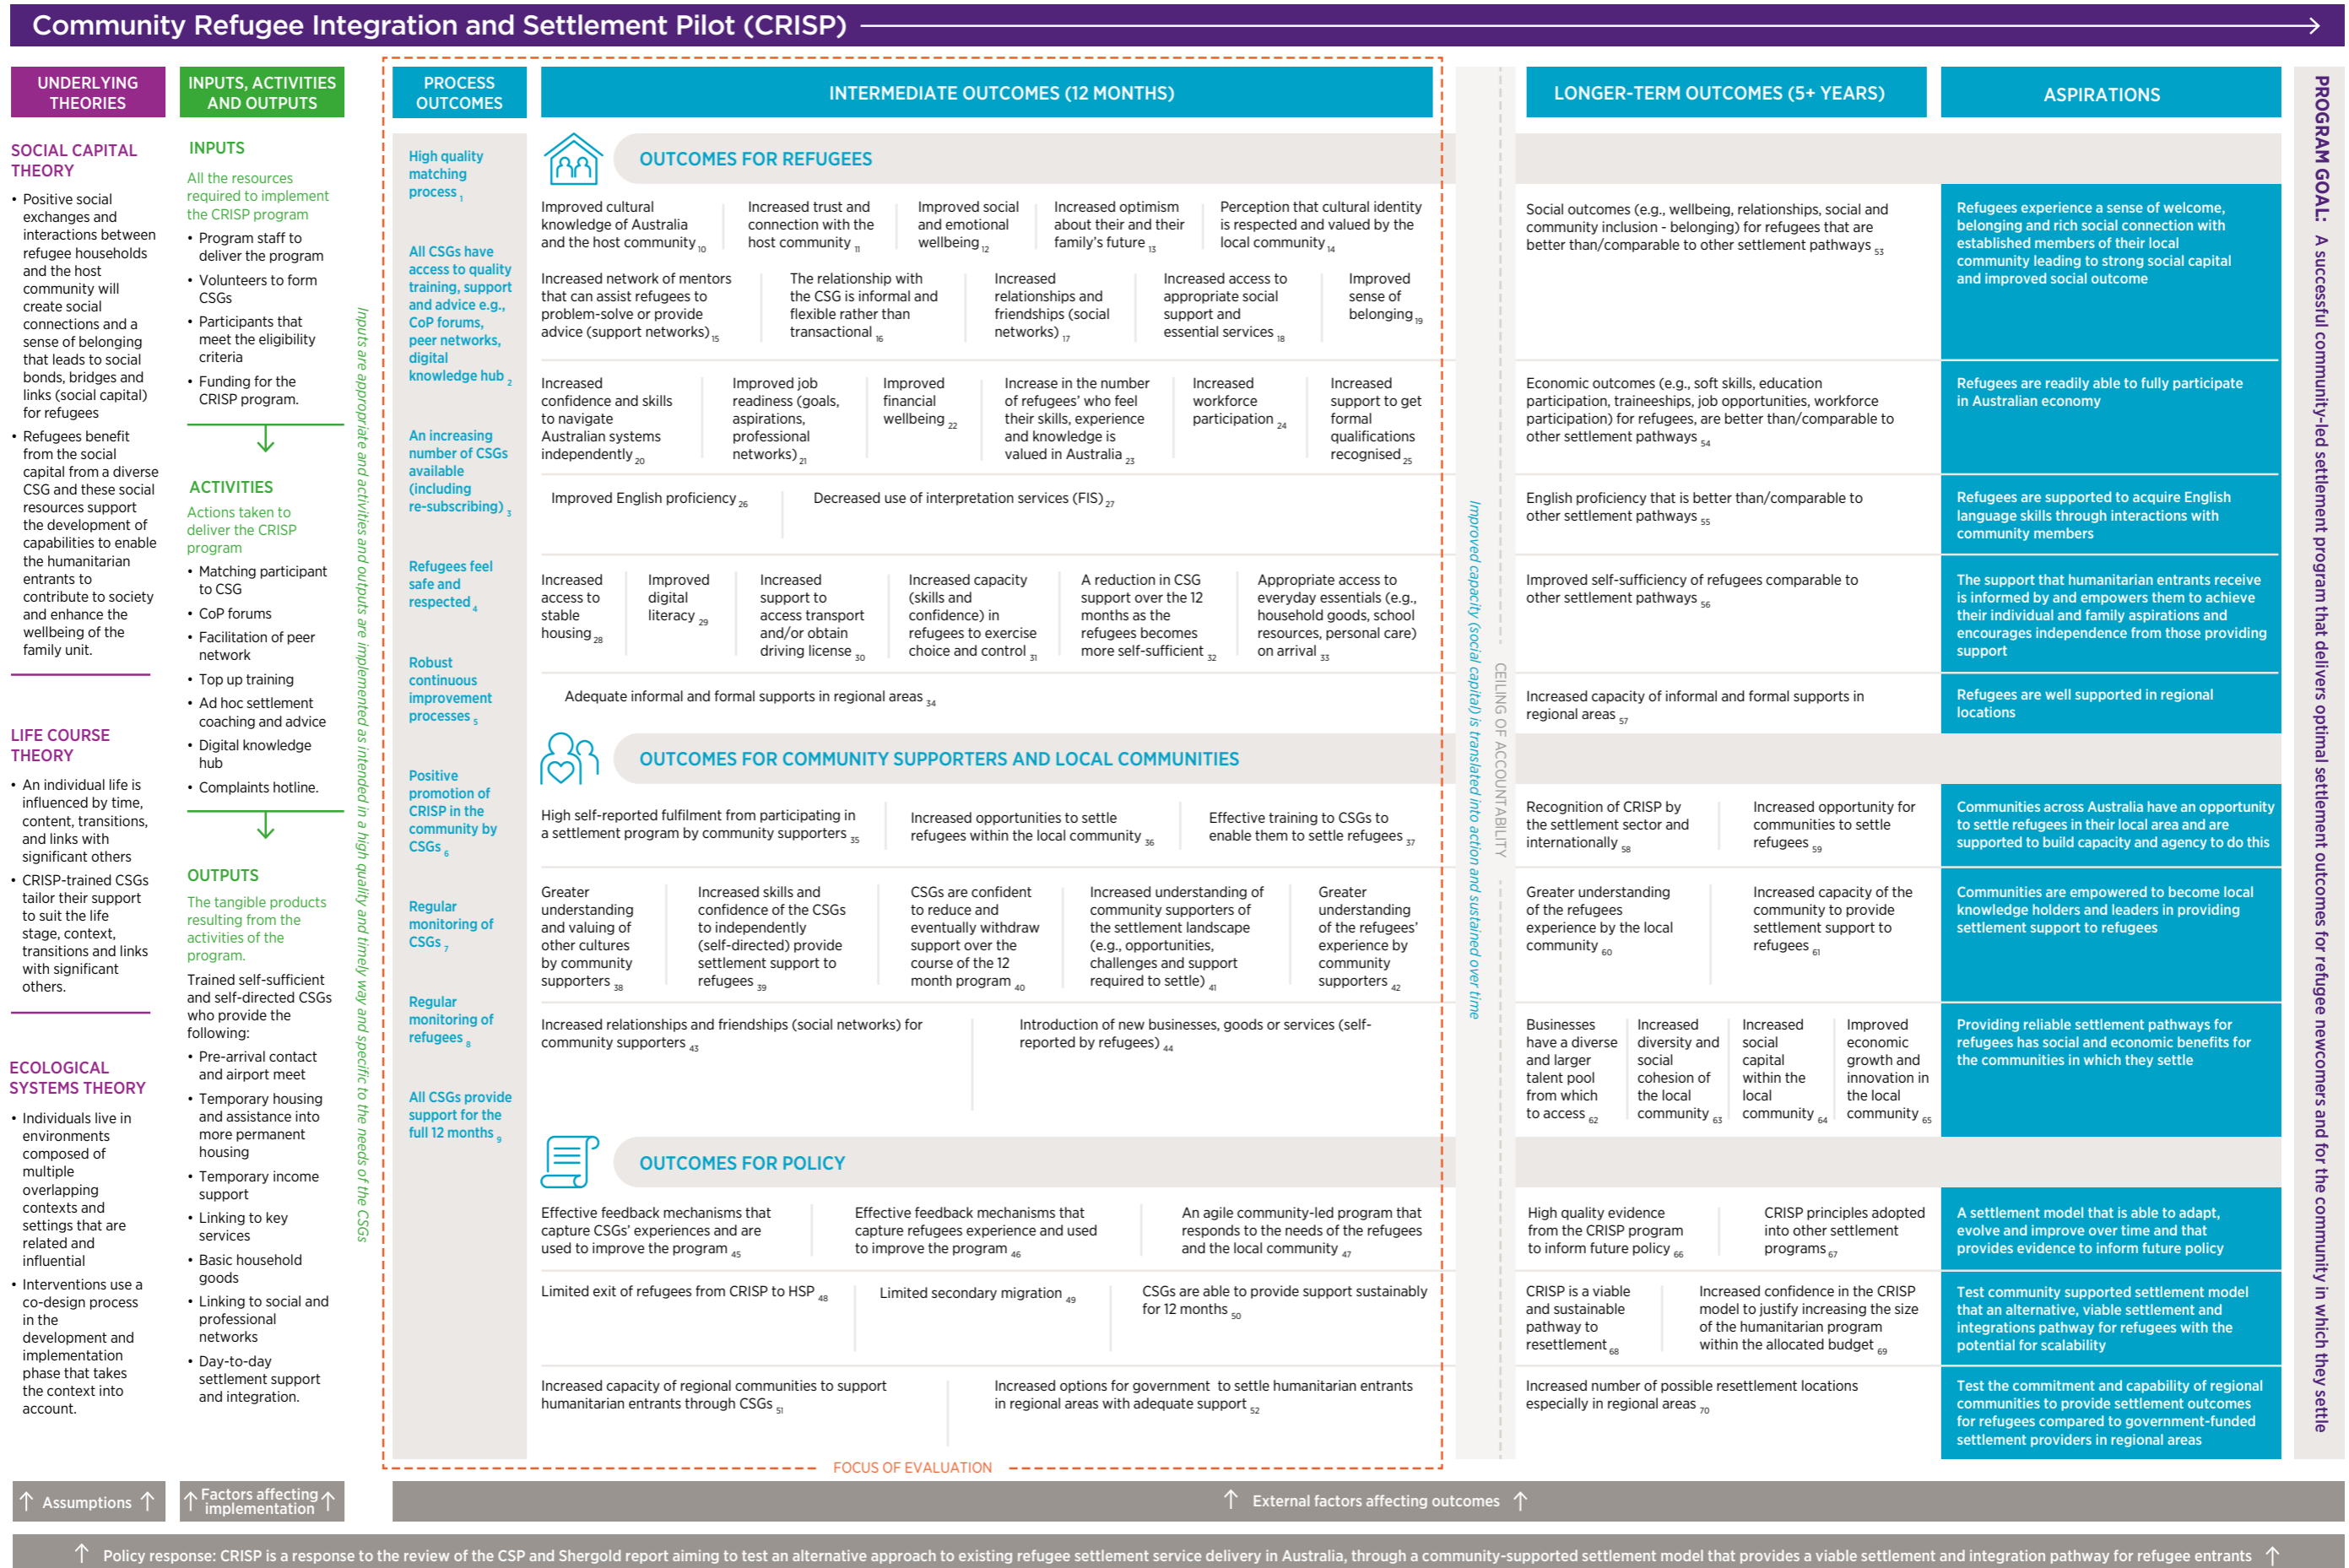 Community Refugee Integration and Settlement Pilot (CRISP)
UNDERLYING
THEORIES
SOCIAL CAPITAL
THEORY
• Positive social
exchanges and
interactions between
refugee households
and the host
community will
create social
connections and a
sense of belonging
that leads to social
bonds, bridges and
links (social capital)
for refugees
• Refugees benefit
from the social
capital from a diverse
CSG and these social
resources support
the development of
capabilities to enable
the humanitarian
entrants to
contribute to society
and enhance the
wellbeing of the
family unit.
LIFE COURSE
THEORY
• An individual life is
influenced by time,
content, transitions,
and links with
significant others
• CRISP-trained CSGs
tailor their support
to suit the life
stage, context,
transitions and links
with significant
others.
ECOLOGICAL
SYSTEMS THEORY
• Individuals live in
environments
composed of
multiple
overlapping
contexts and
settings that are
related and
influential
• Interventions use a
co-design process
in the
development and
implementation
phase that takes
the context into
account.
INPUTS, ACTIVITIES
AND OUTPUTS
INPUTS
All the resources
required to implement
the CRISP program
• Program staff to
deliver the program
• Volunteers to form
CSGs
• Participants that
meet the eligibility
criteria
• Funding for the
CRISP program.
ACTIVITIES
Actions taken to
deliver the CRISP
program
• Matching participant
to CSG
• CoP forums
• Facilitation of peer
network
• Top up training
• Ad hoc settlement
coaching and advice
• Digital knowledge
hub
• Complaints hotline.
OUTPUTS
The tangible products
resulting from the
activities of the
program.
Trained self-sufficient
and self-directed CSGs
who provide the
following:
• Pre-arrival contact
and airport meet
• Temporary housing
and assistance into
more permanent
housing
• Temporary income
support
• Linking to key
services
• Basic household
goods
• Linking to social and
professional
networks
• Day-to-day
settlement support
and integration.
Inputs are appropriate and activities and outputs are implemented as intended in a high quality and timely way and specific to the needs of the CSGs
PROCESS
OUTCOMES
High quality
matching
process 1
All CSGs have
access to quality
training, support
and advice e.g.,
CoP forums,
peer networks,
digital
knowledge hub 2
An increasing
number of CSGs
available
(including
re-subscribing) 3
Refugees feel
safe and
respected 4
Robust
continuous
improvement
processes 5
Positive
promotion of
CRISP in the
community by
CSGs 6
Regular
monitoring of
CSGs 7
Regular
monitoring of
refugees 8
All CSGs provide
support for the
full 12 months 9
INTERMEDIATE OUTCOMES (12 MONTHS)
OUTCOMES FOR REFUGEES
Improved cultural
knowledge of Australia
and the host community 10
Increased trust and
connection with the
host community 11
Improved social
and emotional
wellbeing 12
Increased optimism
about their and their
family's future 13
Perception that cultural identity
is respected and valued by the
local community 14
Increased network of mentors
that can assist refugees to
problem-solve or provide
advice (support networks) 15
The relationship with
the CSG is informal and
flexible rather than
transactional 16
Increased
relationships and
friendships (social
networks) 17
Increased access to
appropriate social
support and
essential services 18
Improved
sense of
belonging 19
Increased
confidence and skills
to navigate
Australian systems
independently 20
Improved job
readiness (goals,
aspirations,
professional
networks) 21
Improved
financial
wellbeing 22
Increase in the number
of refugees' who feel
their skills, experience
and knowledge is
valued in Australia 23
Increased
workforce
participation 24
Increased
support to get
formal
qualifications
recognised 25
Improved English proficiency 26
Decreased use of interpretation services (FIS) 27
Increased
access to
stable
housing 28
Improved
digital
literacy 29
Increased
support to
access transport
and/or obtain
driving license 30
Increased capacity
(skills and
confidence) in
refugees to exercise
choice and control 31
A reduction in CSG
support over the 12
months as the
refugees becomes
more self-sufficient 32
Appropriate access to
everyday essentials (e.g.,
household goods, school
resources, personal care)
on arrival 33
Adequate informal and formal supports in regional areas 34
OUTCOMES FOR COMMUNITY SUPPORTERS AND LOCAL COMMUNITIES
High self-reported fulfilment from participating in
a settlement program by community supporters 35
Increased opportunities to settle
refugees within the local community 36
Effective training to CSGs to
enable them to settle refugees 37
Greater
understanding
and valuing of
other cultures
by community
supporters 38
Increased skills and
confidence of the CSGs
to independently
(self-directed) provide
settlement support to
refugees 39
CSGs are confident
to reduce and
eventually withdraw
support over the
course of the 12
month program 40
Increased understanding of
community supporters of
the settlement landscape
(e.g., opportunities,
challenges and support
required to settle) 41
Greater
understanding
of the refugees'
experience by
community
supporters 42
Increased relationships and friendships (social networks) for
community supporters 43
Introduction of new businesses, goods or services (self-
reported by refugees) 44
OUTCOMES FOR POLICY
Effective feedback mechanisms that
capture CSGs' experiences and are
used to improve the program 45
Effective feedback mechanisms that
capture refugees experience and used
to improve the program 46
An agile community-led program that
responds to the needs of the refugees
and the local community 47
Limited exit of refugees from CRISP to HSP 48
Limited secondary migration 49
CSGs are able to provide support sustainably
for 12 months 50
Increased capacity of regional communities to support
humanitarian entrants through CSGs 51
Increased options for government to settle humanitarian entrants
in regional areas with adequate support 52
FOCUS OF EVALUATION
Improved capacity (social capital) is translated into action and sustained over time
CEILING OF ACCOUNTABILITY
LONGER-TERM OUTCOMES (5+ YEARS)
Social outcomes (e.g., wellbeing, relationships, social and
community inclusion - belonging) for refugees that are
better than/comparable to other settlement pathways 53
Economic outcomes (e.g., soft skills, education
participation, traineeships, job opportunities, workforce
participation) for refugees, are better than/comparable to
other settlement pathways 54
English proficiency that is better than/comparable to
other settlement pathways 55
Improved self-sufficiency of refugees comparable to
other settlement pathways 56
Increased capacity of informal and formal supports in
regional areas 57
Recognition of CRISP by
the settlement sector and
internationally 58
Increased opportunity for
communities to settle
refugees 59
Greater understanding
of the refugees
experience by the local
community 60
Increased capacity of the
community to provide
settlement support to
refugees 61
Businesses
have a diverse
and larger
talent pool
from which
to access 62
Increased
diversity and
social
cohesion of
the local
community 63
Increased
social
capital
within the
local
community 64
Improved
economic
growth and
innovation in
the local
community 65
High quality evidence
from the CRISP program
to inform future policy 66
CRISP principles adopted
into other settlement
programs 67
CRISP is a viable
and sustainable
pathway to
resettlement 68
Increased confidence in the CRISP
model to justify increasing the size
of the humanitarian program
within the allocated budget 69
Increased number of possible resettlement locations
especially in regional areas 70
ASPIRATIONS
Refugees experience a sense of welcome,
belonging and rich social connection with
established members of their local
community leading to strong social capital
and improved social outcome
Refugees are readily able to fully participate
in Australian economy
Refugees are supported to acquire English
language skills through interactions with
community members
The support that humanitarian entrants receive
is informed by and empowers them to achieve
their individual and family aspirations and
encourages independence from those providing
support
Refugees are well supported in regional
locations
Communities across Australia have an opportunity
to settle refugees in their local area and are
supported to build capacity and agency to do this
Communities are empowered to become local
knowledge holders and leaders in providing
settlement support to refugees
Providing reliable settlement pathways for
refugees has social and economic benefits for
the communities in which they settle
A settlement model that is able to adapt,
evolve and improve over time and that
provides evidence to inform future policy
Test community supported settlement model
that an alternative, viable settlement and
integrations pathway for refugees with the
potential for scalability
Test the commitment and capability of regional
communities to provide settlement outcomes
for refugees compared to government-funded
settlement providers in regional areas
PROGRAM GOAL: A successful community-led settlement program that delivers optimal settlement outcomes for refugee newcomers and for the community in which they settle
Assumptions
Factors affecting
implementation
External factors affecting outcomes
Policy response: CRISP is a response to the review of the CSP and Shergold report aiming to test an alternative approach to existing refugee settlement service delivery in Australia, through a community-supported settlement model that provides a viable settlement and integration pathway for refugee entrants